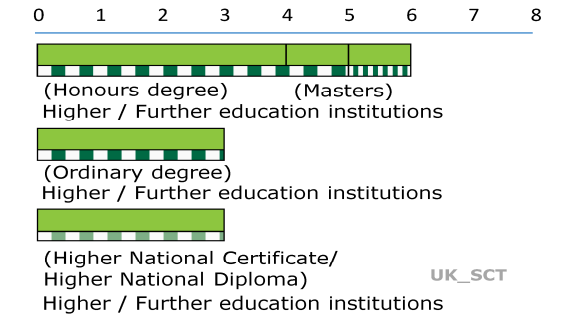 0 1 2 3 4 5 6 7 8
(Honours degree) (Masters)
Higher / Further education institutions
(Ordinary degree)
Higher / Further education institutions
(Higher National Certificate/
Higher National Diploma)
UK_SCT
Higher / Further education institutions